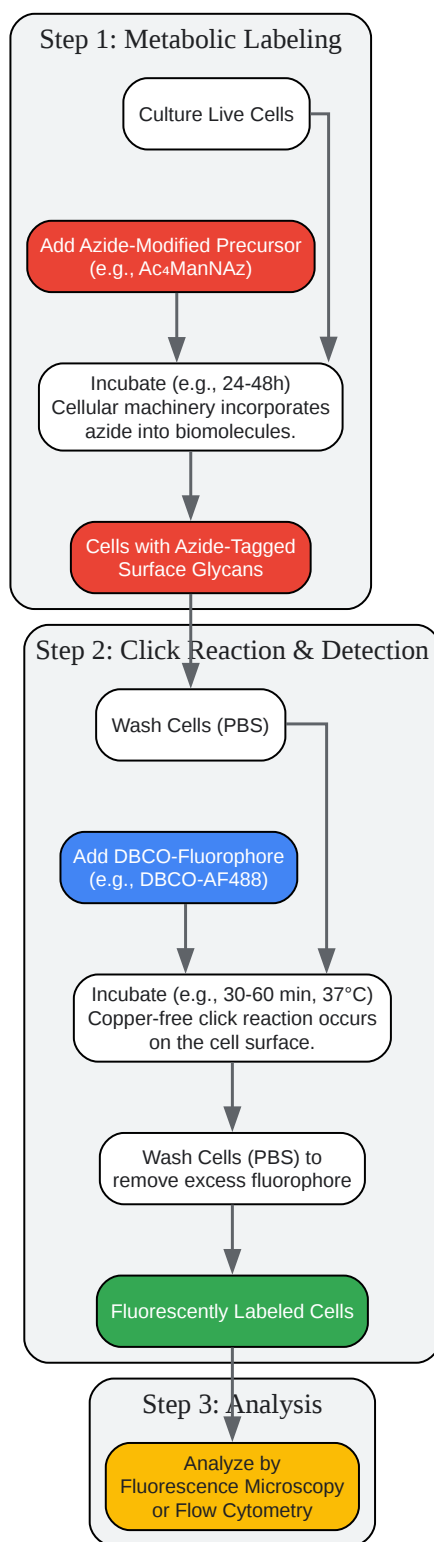 Step 1: Metabolic Labeling
Culture Live Cells
Add Azide-Modified Precursor
(e.g., Ac₄ManNAz)
Incubate (e.g., 24-48h)
Cellular machinery incorporates
azide into biomolecules.
Cells with Azide-Tagged
Surface Glycans
Step 2: Click Reaction & Detection
Wash Cells (PBS)
Add DBCO-Fluorophore
(e.g., DBCO-AF488)
Incubate (e.g., 30-60 min, 37°C)
Copper-free click reaction occurs
on the cell surface.
Wash Cells (PBS) to
remove excess fluorophore
Fluorescently Labeled Cells
Step 3: Analysis
Analyze by
Fluorescence Microscopy
or Flow Cytometry